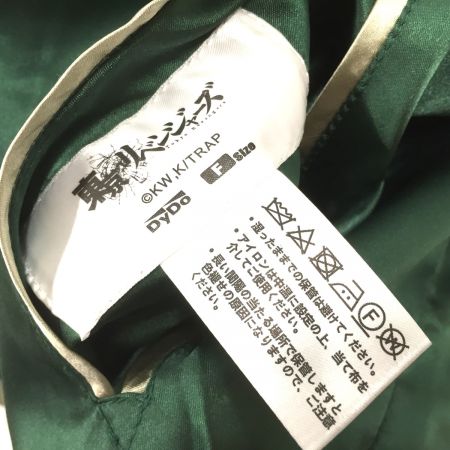 東京リベンジャーズ
©KW,K/TRAP
DyDo
F Size
F
・湿ったままでの保管は避けてください。
・アイロンは中温に設定の上、当て布を
介してご使用ください。
・長い期間光の当たる場所で保管しますと
色褪せの原因になりますので、ご注意
ください。